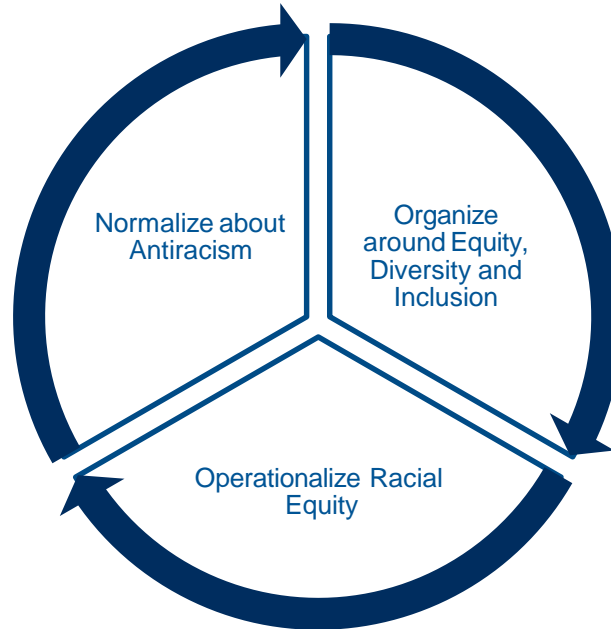 Normalize about
Antiracism
Organize
around Equity,
Diversity and
Inclusion
Operationalize Racial
Equity